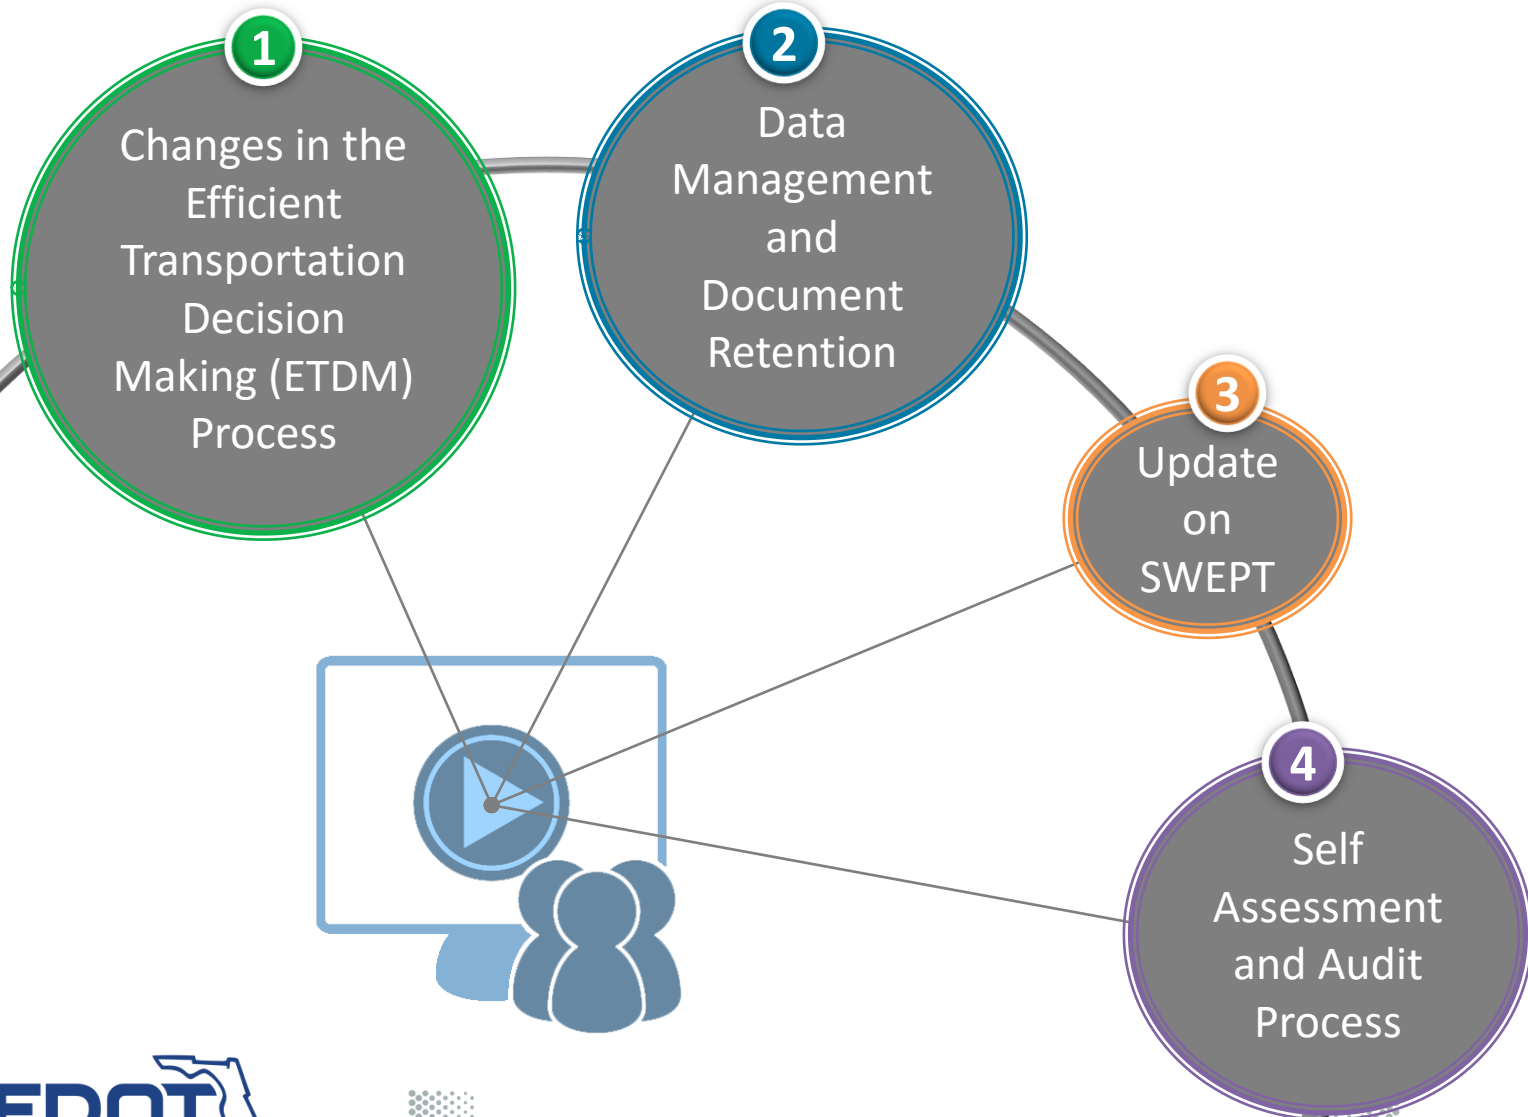 1
Changes in the
Efficient
Transportation
Decision
Making (ETDM)
Process
2
Data
Management
and
Document
Retention
3
Update
on
SWEPT
4
Self
Assessment
and Audit
Process
FDOT